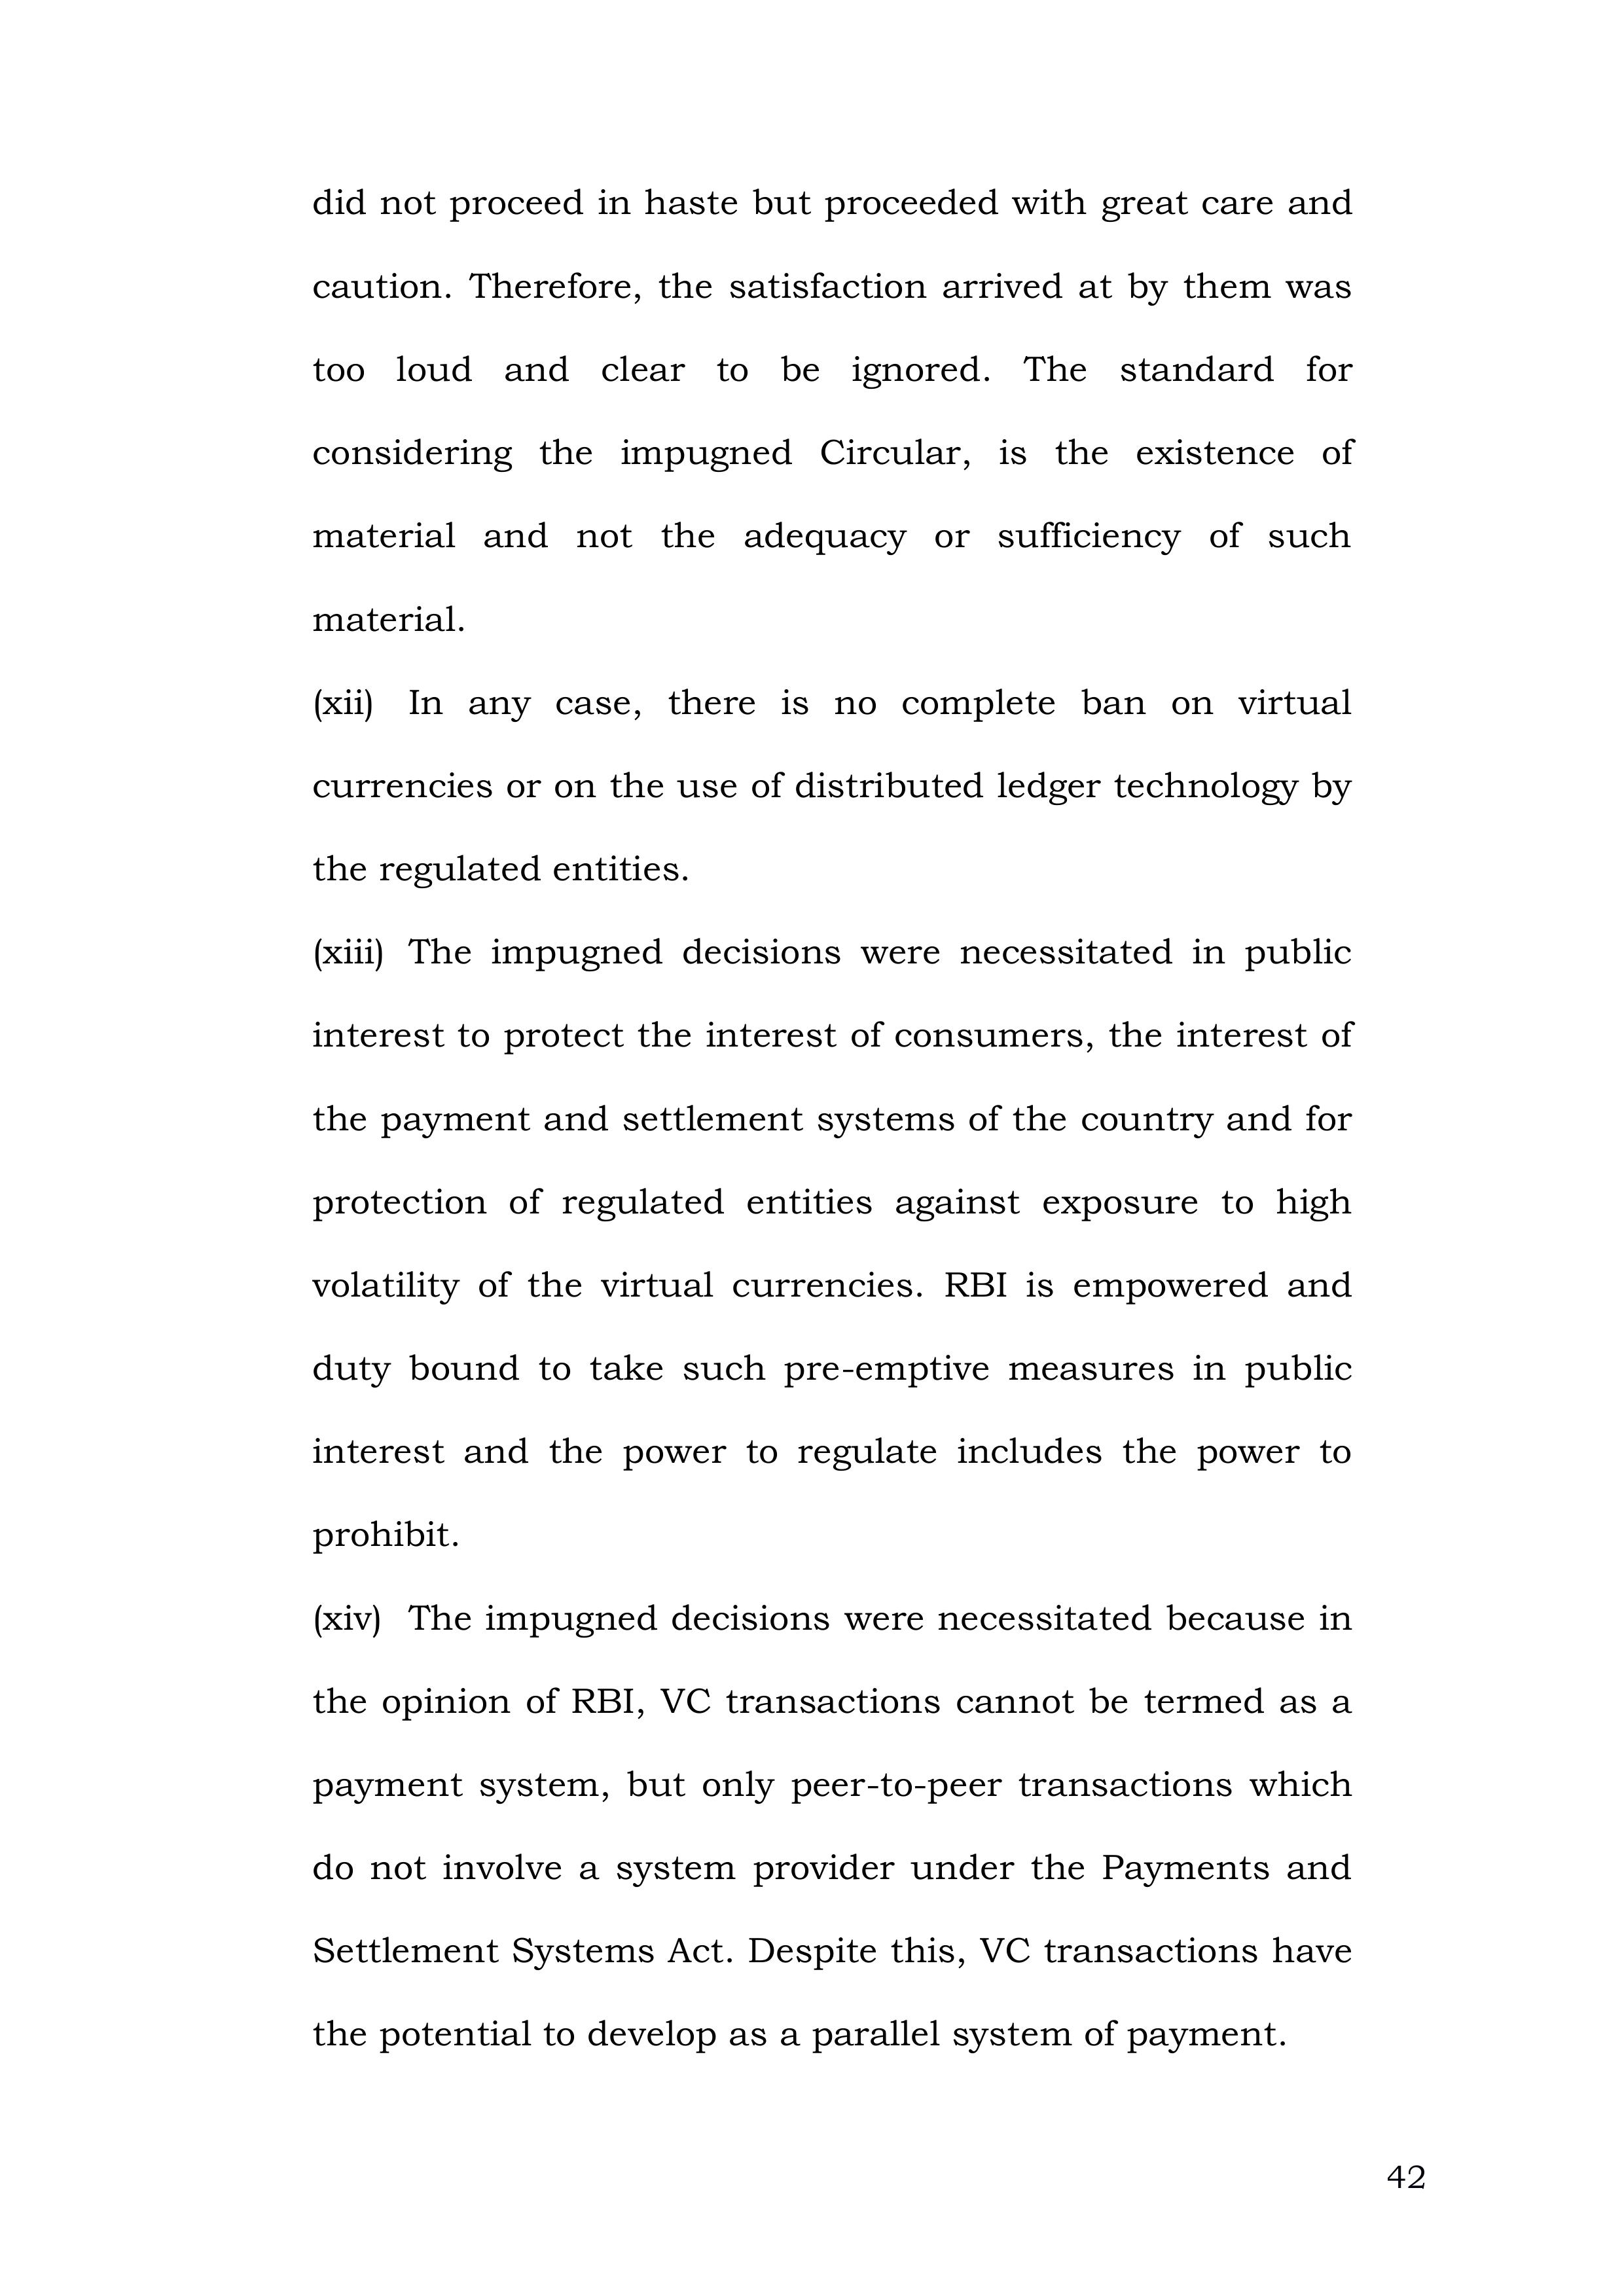 did not proceed in haste but proceeded with great care and
caution. Therefore, the satisfaction arrived at by them was
too loud and clear to be ignored. The standard for
considering the impugned Circular, is the existence of
material and not the adequacy or sufficiency of such
material.
(xii) In any case, there is no complete ban on virtual
currencies or on the use of distributed ledger technology by
the regulated entities.
(xiii) The impugned decisions were necessitated in public
interest to protect the interest of consumers, the interest of
the payment and settlement systems of the country and for
protection of regulated entities against exposure to high
volatility of the virtual currencies. RBI is empowered and
duty bound to take such pre-emptive measures in public
interest and the power to regulate includes the power to
prohibit.
(xiv) The impugned decisions were necessitated because in
the opinion of RBI, VC transactions cannot be termed as a
payment system, but only peer-to-peer transactions which
do not involve a system provider under the Payments and
Settlement Systems Act. Despite this, VC transactions have
the potential to develop as a parallel system of payment.
42